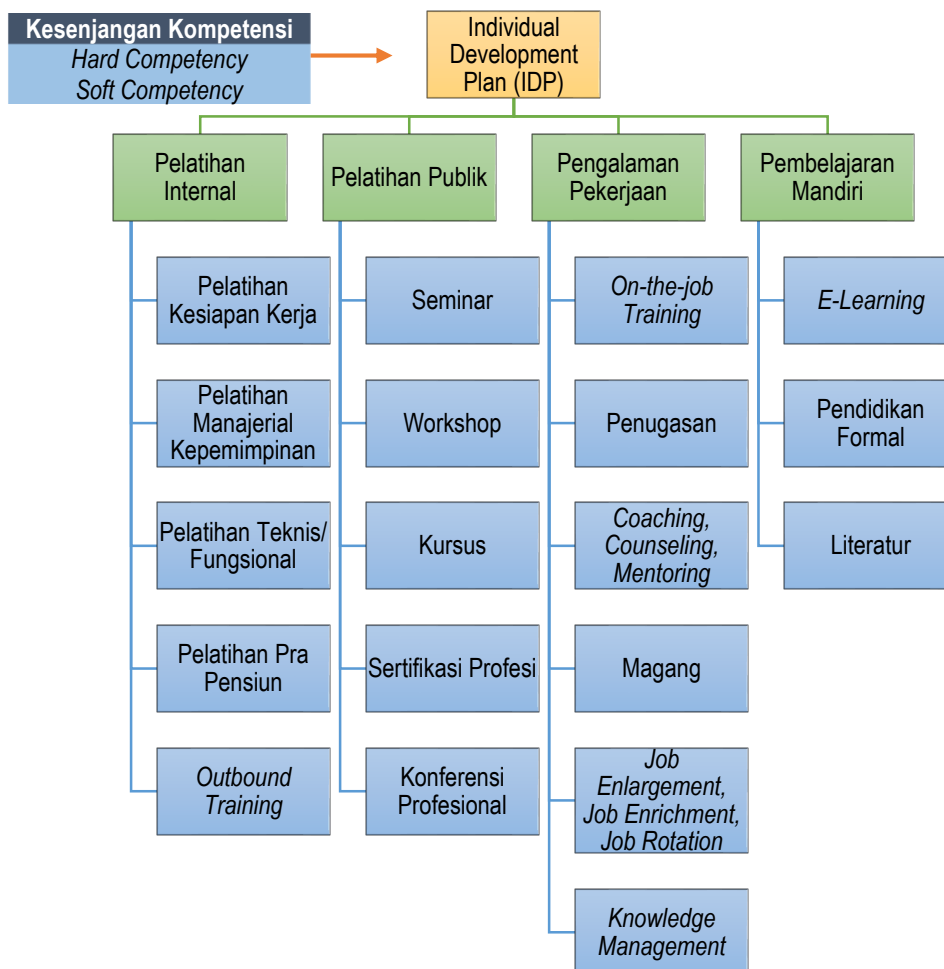 Kesenjangan Kompetensi
Hard Competency
Soft Competency
Individual
Development
Plan (IDP)
Pelatihan
Internal
Pelatihan Publik
Pengalaman
Pekerjaan
Pembelajaran
Mandiri
Pelatihan
Kesiapan Kerja
Seminar
On-the-job
Training
E-Learning
Pelatihan
Manajerial
Kepemimpinan
Workshop
Penugasan
Pendidikan
Formal
Pelatihan Teknis/
Fungsional
Kursus
Coaching,
Counseling,
Mentoring
Literatur
Pelatihan Pra
Pensiun
Sertifikasi Profesi
Magang
Outbound
Training
Konferensi
Profesional
Job
Enlargement,
Job Enrichment,
Job Rotation
Knowledge
Management